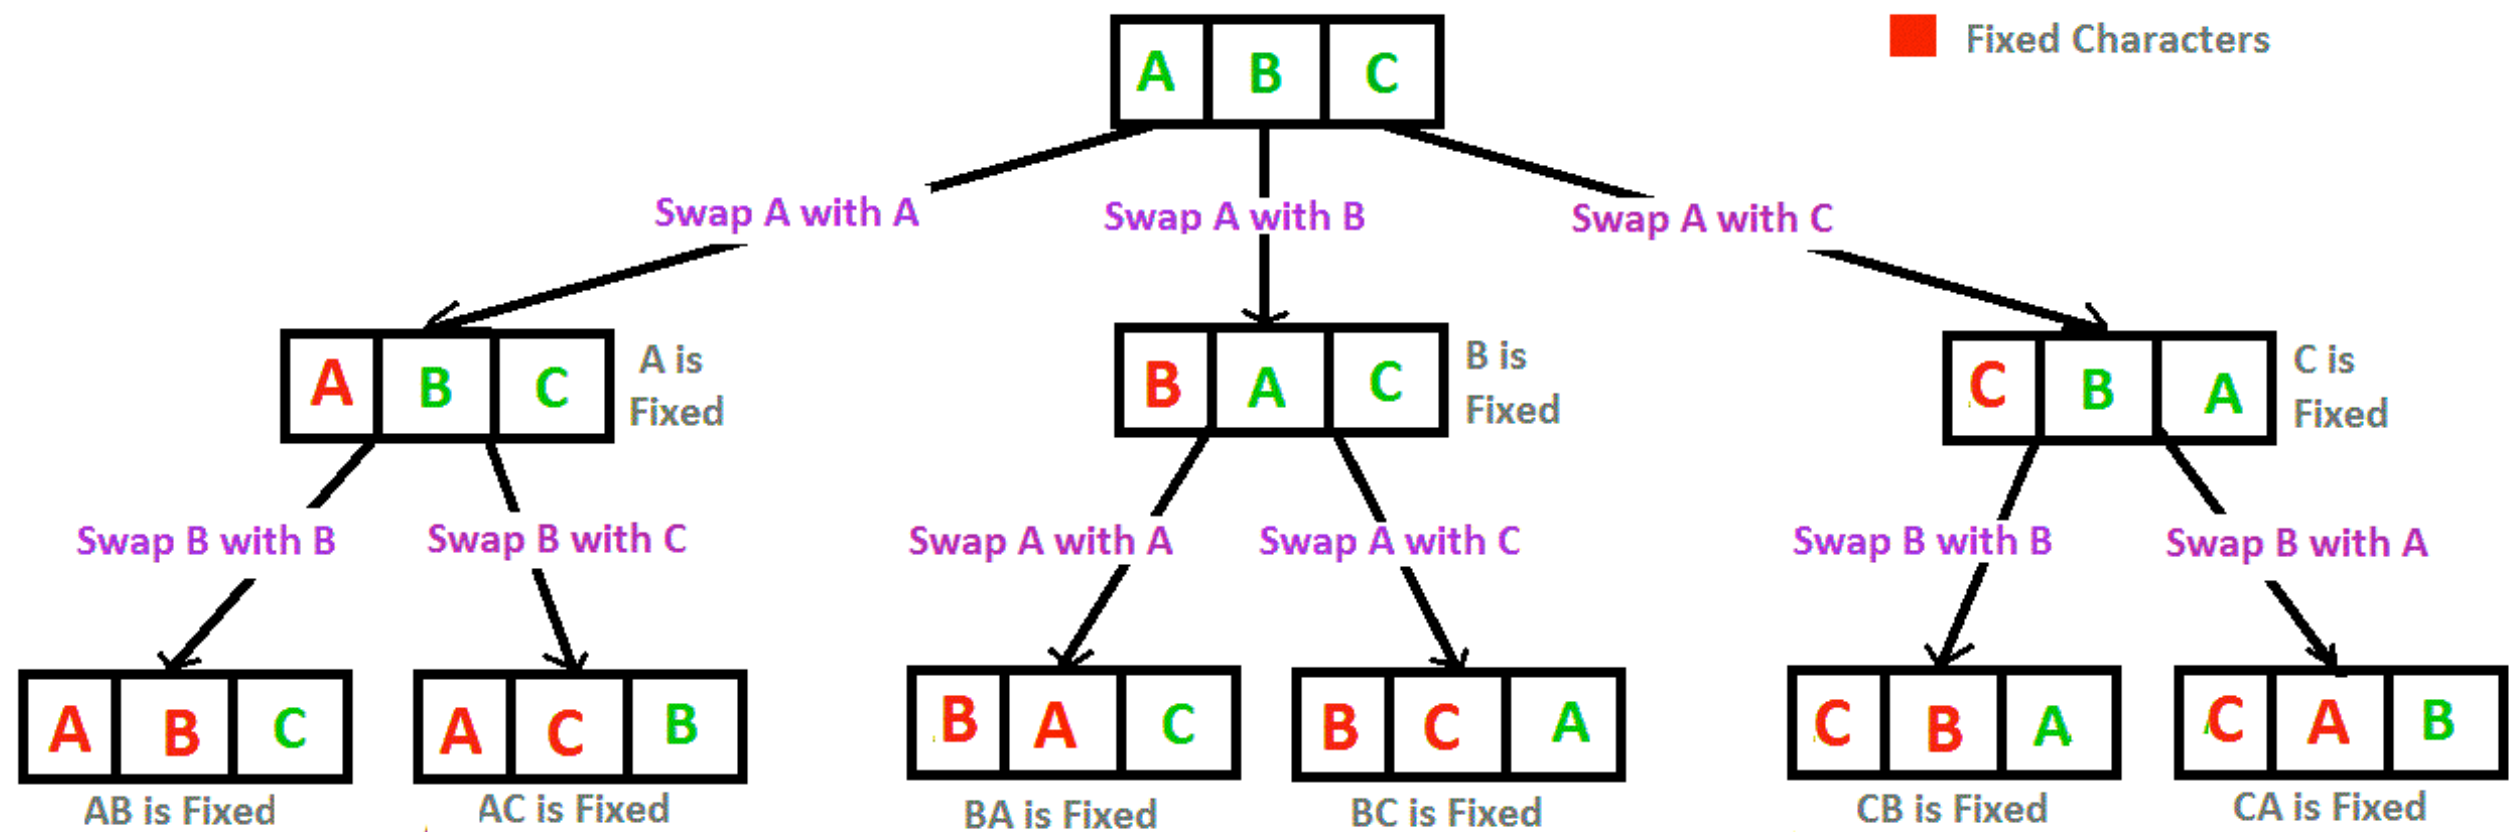 A B C
Fixed Characters
Swap A with A
Swap A with B
Swap A with C
A B C
A is
Fixed
B A C
B is
Fixed
C B A
C is
Fixed
Swap B with B
Swap B with C
Swap A with A
Swap A with C
Swap B with B
Swap B with A
A B C
A C B
B A C
B C A
C B A
C A B
AB is Fixed
AC is Fixed
BA is Fixed
BC is Fixed
CB is Fixed
CA is Fixed